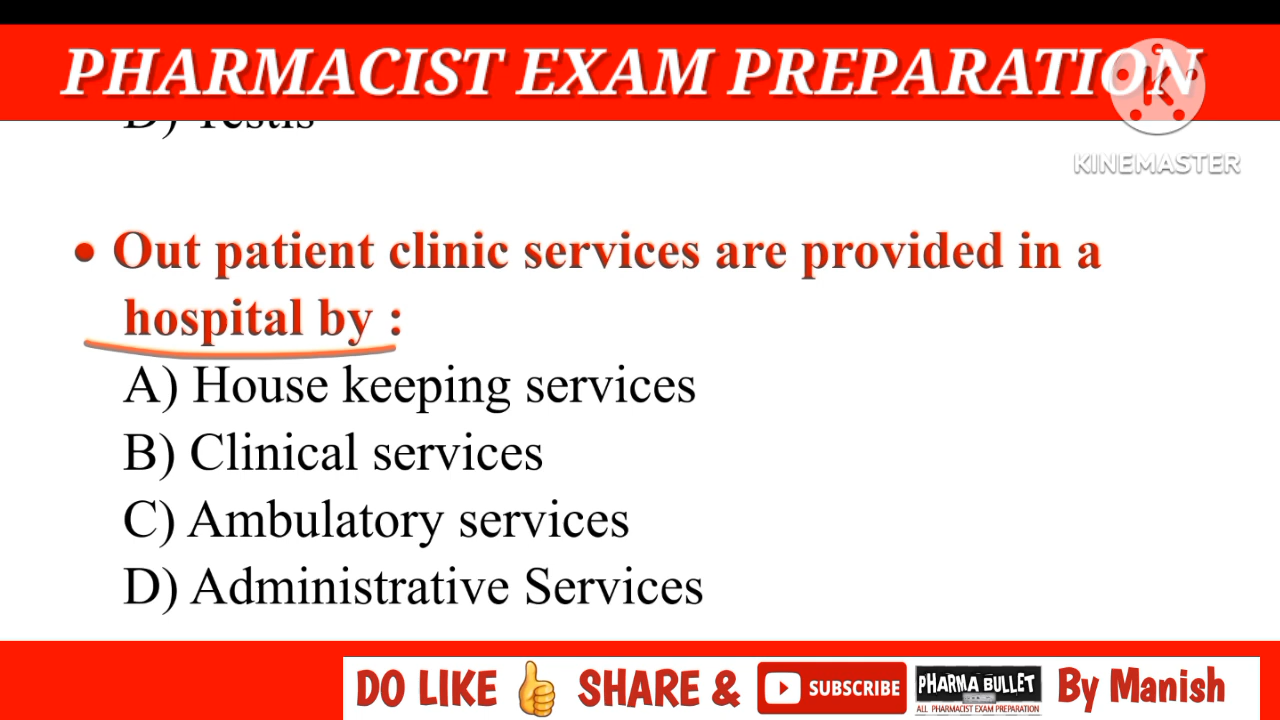 PHARMACIST EXAM PREPARATION
D) Testis
KINEMASTER
• Out patient clinic services are provided in a
hospital by :
A) House keeping services
B) Clinical services
C) Ambulatory services
D) Administrative Services
DO LIKE 👍 SHARE & SUBSCRIBE PHARMA BULLET By Manish
ALL PHARMACIST EXAM PREPARATION